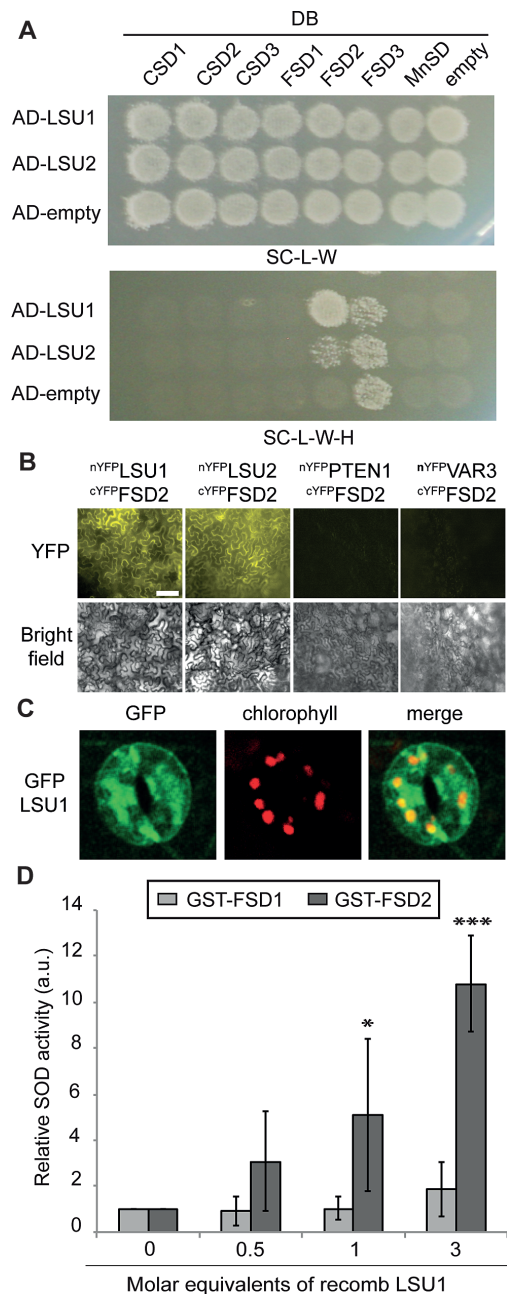 A
DB
CSD1 CSD2 CSD3 FSD1 FSD2 FSD3 MnSD empty
AD-LSU1
AD-LSU2
AD-empty
SC-L-W
AD-LSU1
AD-LSU2
AD-empty
SC-L-W-H
B
nYFPLSU1 nYFPLSU2 nYFPPTEN1 nYFPVAR3
cYFPFSD2 cYFPFSD2 cYFPFSD2 cYFPFSD2
YFP
Bright
field
C
GFP chlorophyll merge
GFP
LSU1
D
GST-FSD1 GST-FSD2
Relative SOD activity (a.u.)
14
12
10
8
6
4
2
0
*
***
0 0.5 1 3
Molar equivalents of recomb LSU1